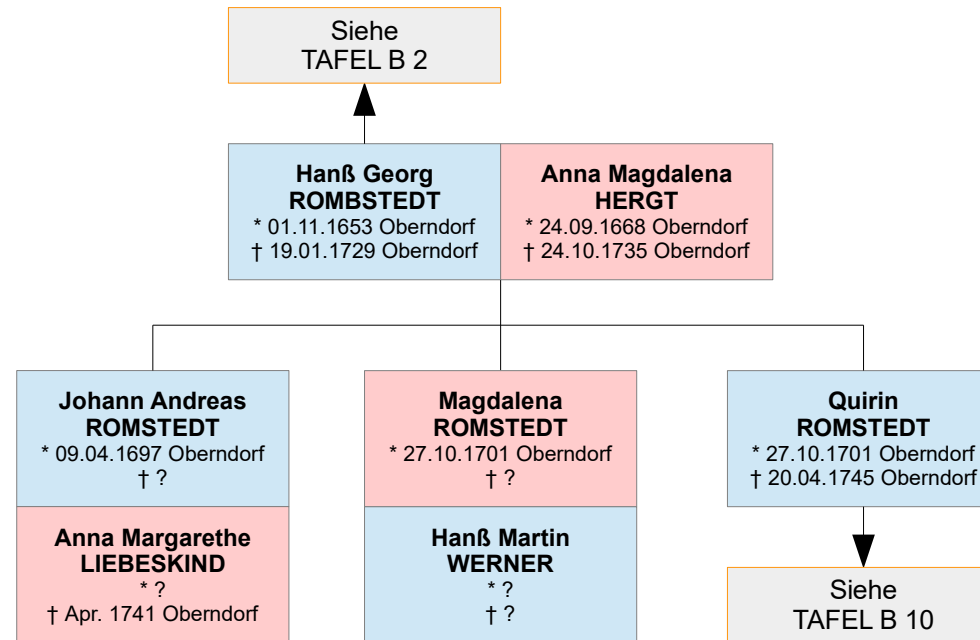 Siehe
TAFEL B 2
Hanß Georg
ROMBSTEDT
* 01.11.1653 Oberndorf
† 19.01.1729 Oberndorf
Anna Magdalena
HERGT
* 24.09.1668 Oberndorf
† 24.10.1735 Oberndorf
Johann Andreas
ROMSTEDT
* 09.04.1697 Oberndorf
† ?
Anna Margarethe
LIEBESKIND
* ?
† Apr. 1741 Oberndorf
Magdalena
ROMSTEDT
* 27.10.1701 Oberndorf
† ?
Hanß Martin
WERNER
* ?
† ?
Quirin
ROMSTEDT
* 27.10.1701 Oberndorf
† 20.04.1745 Oberndorf
Siehe
TAFEL B 10